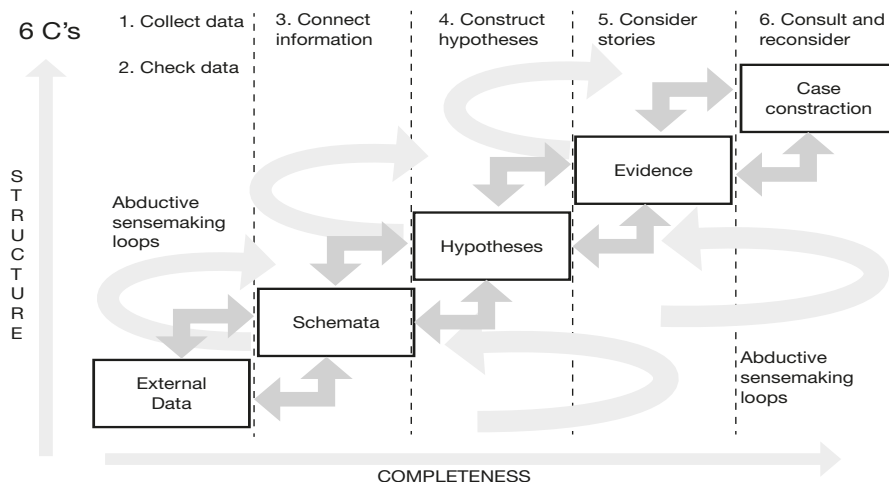 6 C's
1. Collect data
2. Check data
3. Connect
information
4. Construct
hypotheses
5. Consider
stories
6. Consult and
reconsider
STRUCTURE
Abductive
sensemaking
loops
External
Data
Schemata
Hypotheses
Evidence
Case
constraction
Abductive
sensemaking
loops
COMPLETENESS